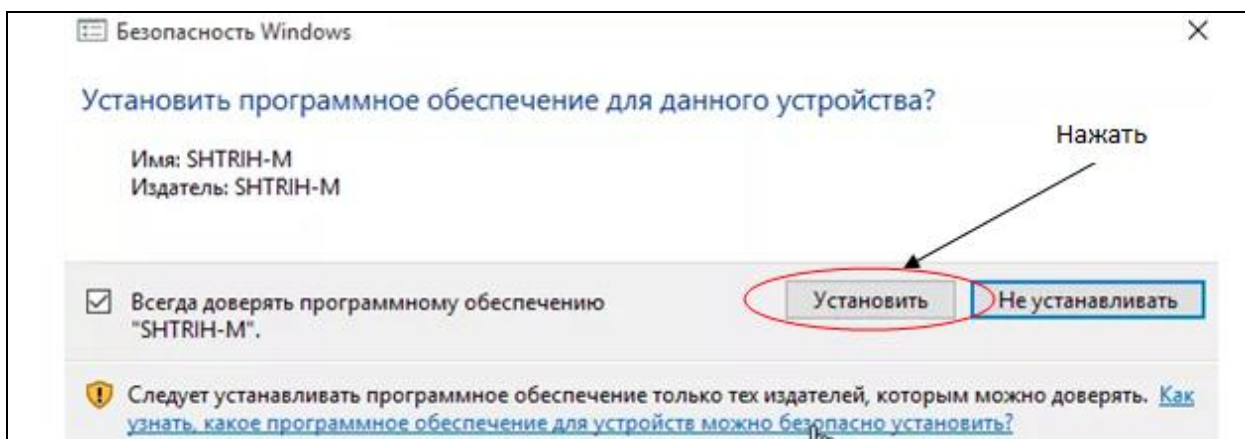 Безопасность Windows
Установить программное обеспечение для данного устройства?
Нажать
Имя: SHTRIH-M
Издатель: SHTRIH-M
Всегда доверять программному обеспечению
"SHTRIH-M".
Установить
Не устанавливать
Следует устанавливать программное обеспечение только тех издателей, которым можно доверять. Как
узнать, какое программное обеспечение для устройств можно безопасно установить?